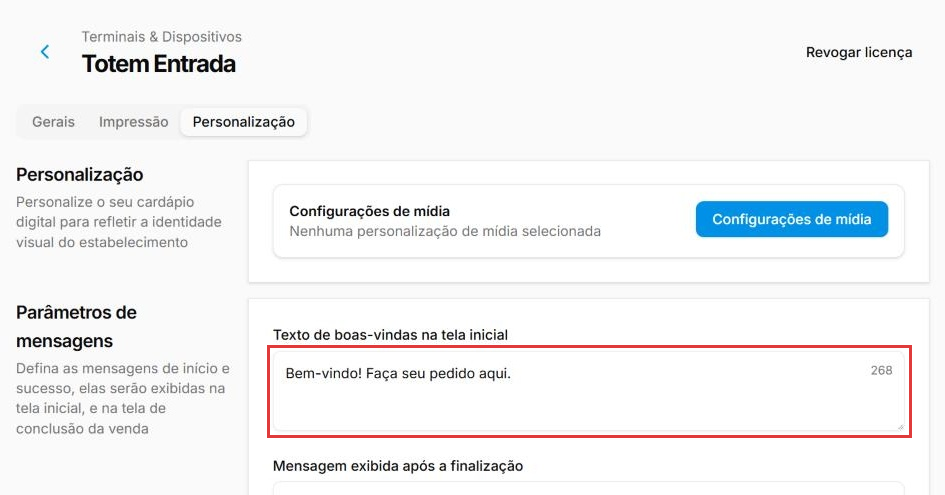 Terminais & Dispositivos
Totem Entrada
Revogar licença
Gerais
Impressão
Personalização
Personalização
Personalize o seu cardápio
digital para refletir a identidade
visual do estabelecimento
Configurações de mídia
Nenhuma personalização de mídia selecionada
Configurações de mídia
Parâmetros de
mensagens
Defina as mensagens de início e
sucesso, elas serão exibidas na
tela inicial, e na tela de
conclusão da venda
Texto de boas-vindas na tela inicial
Bem-vindo! Faça seu pedido aqui.
268
Mensagem exibida após a finalização